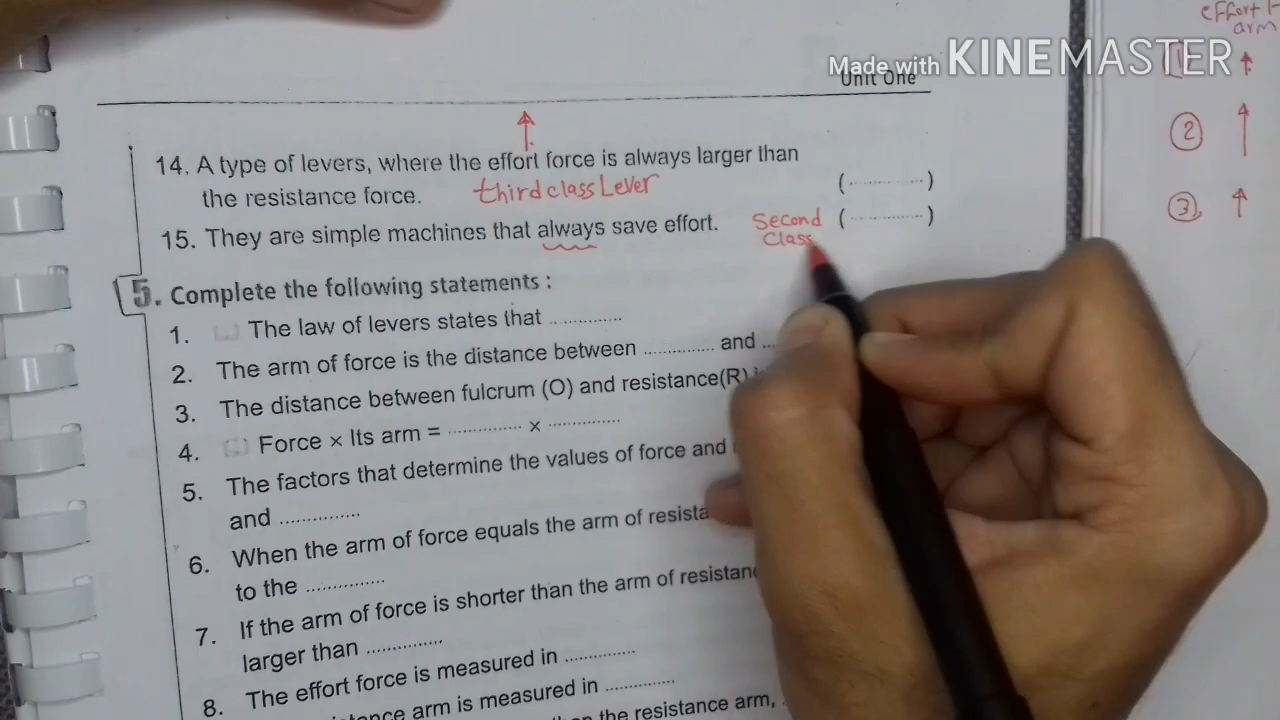 effort
arm
Made with KINEMASTER
Unit One
14. A type of levers, where the effort force is always larger than
the resistance force. third class Lever (..............)
15. They are simple machines that always save effort. Second (..............)
Class
5. Complete the following statements :
1. The law of levers states that ..............
2. The arm of force is the distance between .............. and ..
3. The distance between fulcrum (O) and resistance(R)
4. Force × Its arm = .............. × ..............
5. The factors that determine the values of force and
and ..............
6. When the arm of force equals the arm of
to the ..............
7. If the arm of force is shorter than the arm of
larger than ..............
8. The effort force is measured in ..............
arm is measured in ..............
the resistance arm,
②
③